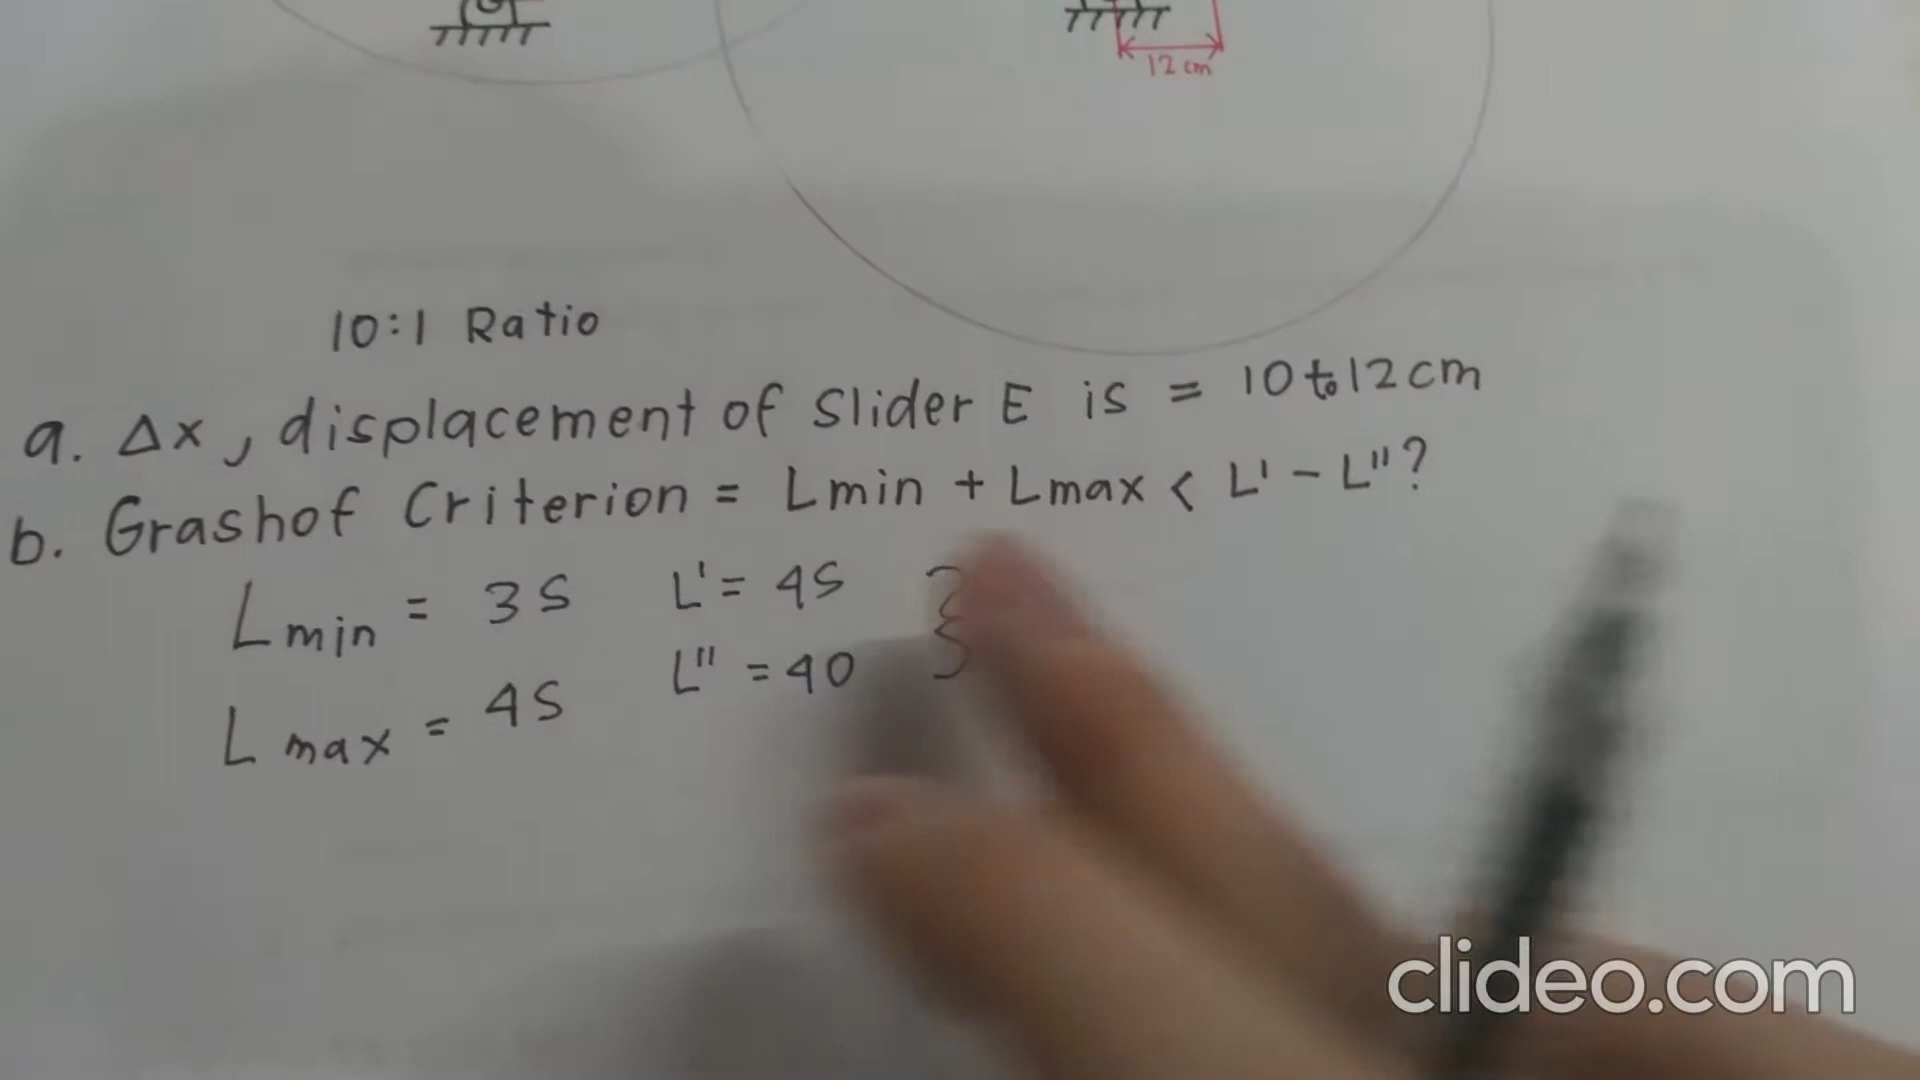 12 cm
10:1 Ratio
a. Δx, displacement of slider E is = 10 to 12cm
b. Grashof Criterion = Lmin + Lmax < L' - L"?
Lmin = 35 L' = 45
L" = 40
Lmax = 45
clideo.com